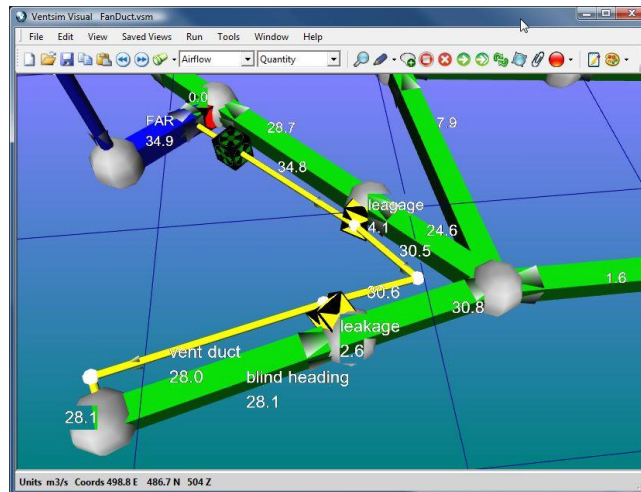 Ventsim Visual FanDuct.vsm
File Edit View Saved Views Run Tools Window Help
Airflow Quantity
0.0
FAR
34.9
28.7
34.8
7.9
leagage
4.1
24.6
30.5
1.6
30.6
30.8
leakage
2.6
vent duct
28.0
blind heading
28.1
28.1
Units m3/s Coords 498.8 E 486.7 N 504 Z